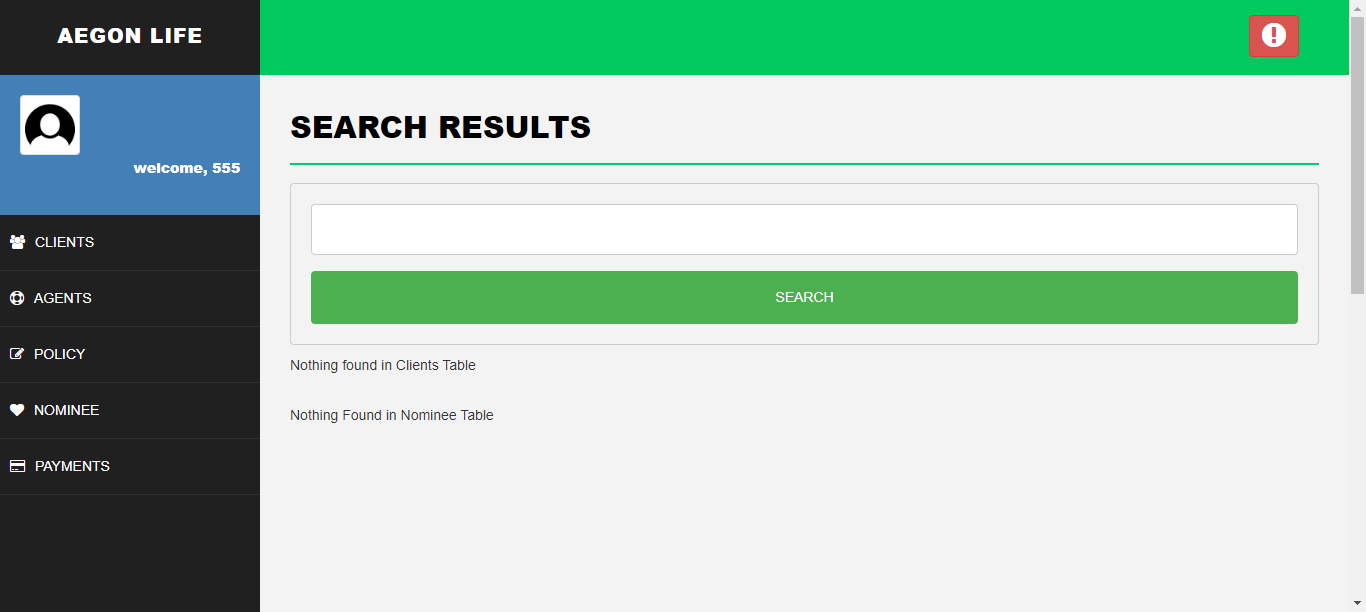 AEGON LIFE
welcome, 555
CLIENTS
AGENTS
POLICY
NOMINEE
PAYMENTS
SEARCH RESULTS
SEARCH
Nothing found in Clients Table
Nothing Found in Nominee Table